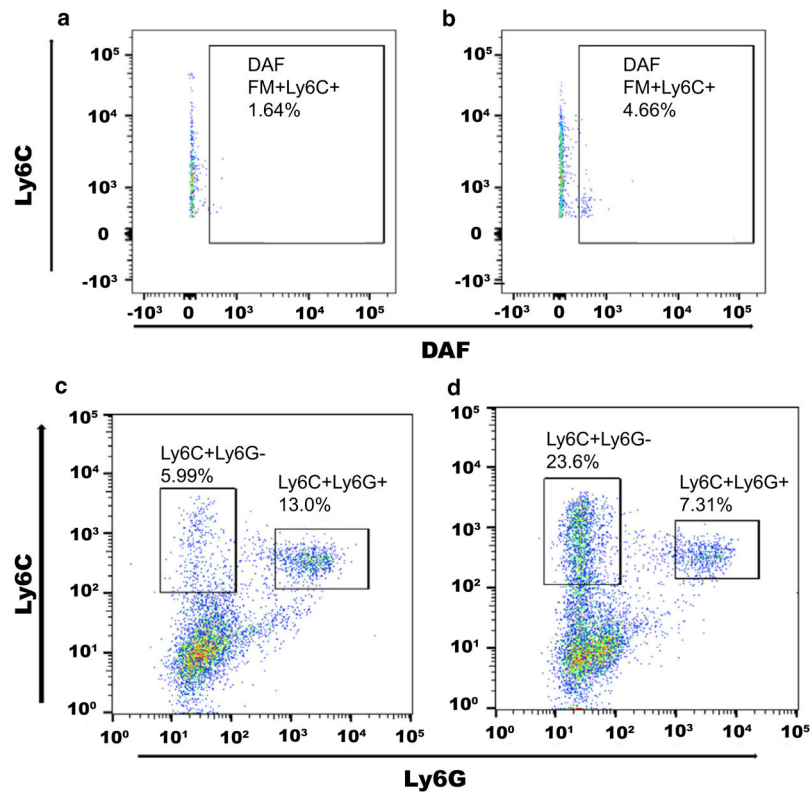 a
b
Ly6C
10⁵
10⁴
10³
0
-10³
DAF
FM+Ly6C+
1.64%
-10³ 0 10³ 10⁴ 10⁵
10⁵
10⁴
10³
0
-10³
DAF
FM+Ly6C+
4.66%
-10³ 0 10³ 10⁴ 10⁵
DAF
c
d
Ly6C
10⁵
10⁴
10³
10²
10¹
10⁰
Ly6C+Ly6G-
5.99%
Ly6C+Ly6G+
13.0%
10⁰ 10¹ 10² 10³ 10⁴ 10⁵
10⁵
10⁴
10³
10²
10¹
10⁰
Ly6C+Ly6G-
23.6%
Ly6C+Ly6G+
7.31%
10⁰ 10¹ 10² 10³ 10⁴ 10⁵
Ly6G